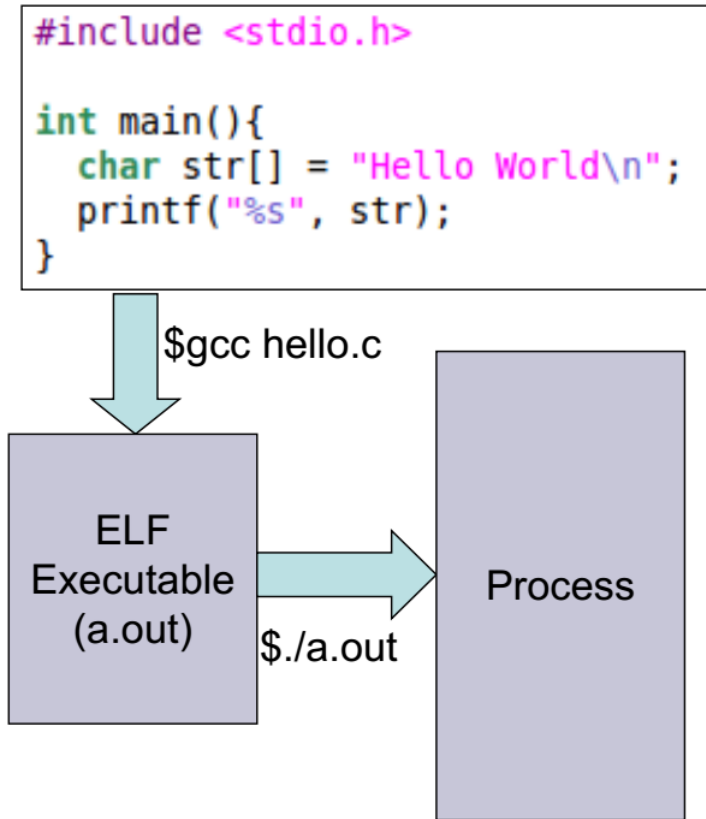 #include <stdio.h>
int main(){
  char str[] = "Hello World\n";
  printf("%s", str);
}
$gcc hello.c
ELF
Executable
(a.out)
$./a.out
Process